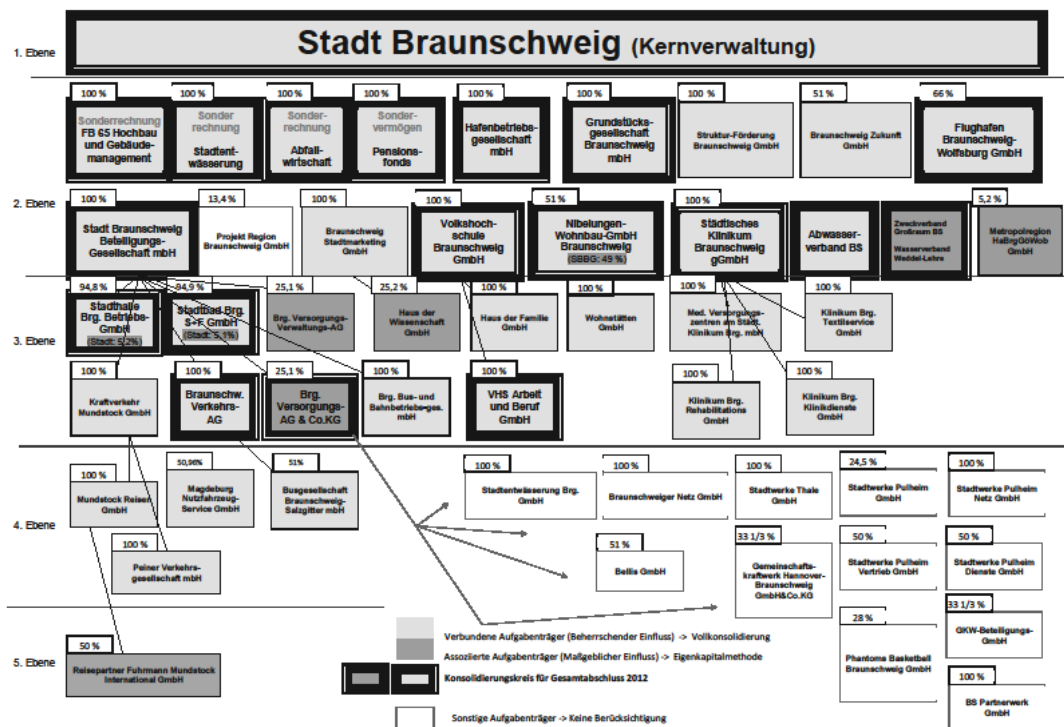 1. Ebene
Stadt Braunschweig (Kernverwaltung)
100 %
100 %
100 %
100 %
100 %
100 %
100 %
51 %
66 %
Sonderrechnung
FB 65 Hochbau
und Gebäude-
management
Sonder
rechnung
Stadtent-
wässerung
Sonder-
rechnung
Abfall-
wirtschaft
Sonder-
vermögen
Pensions-
fonds
Hafenbetriebs-
gesellschaft
mbH
Grundstücks-
gesellschaft
Braunschweig
mbH
Struktur-Förderung
Braunschweig GmbH
Braunschweig Zukunft
GmbH
Flughafen
Braunschweig-
Wolfsburg GmbH
2. Ebene
100 %
13,4 %
100 %
100 %
51 %
100 %
5,2 %
Stadt Braunschweig
Beteiligungs-
Gesellschaft mbH
Projekt Region
Braunschweig GmbH
Braunschweig
Stadtmarketing
GmbH
Volkshoch-
schule
Braunschweig
GmbH
Nibelungen-
Wohnbau-GmbH
Braunschweig
(SBBG: 49 %)
Städtisches
Klinikum
Braunschweig
gGmbH
Abwasser-
verband BS
Zweckverband
Großraum BS
Wasserverband
Weddel-Lehre
Metropolregion
HaBrGöWob
GmbH
3. Ebene
94,8 %
94,9 %
25,1 %
25,2 %
100 %
100 %
100 %
100 %
Stadthalle
Brg. Betriebs-
GmbH
(Stadt: 5,2%)
Stadtbad Brg.
S+F GmbH
(Stadt: 5,1%)
Brg. Versorgungs-
Verwaltungs-AG
Haus der
Wissenschaft
GmbH
Haus der Familie
GmbH
Wohnstätten
GmbH
Med. Versorgungs-
zentren am Städt.
Klinikum Brg. mbH
Klinikum Brg.
Textilservice
GmbH
100 %
100 %
25,1 %
100 %
100 %
100 %
100 %
Kraftverkehr
Mundstock GmbH
Braunschw.
Verkehrs-
AG
Brg.
Versorgungs-
AG & Co.KG
Brg. Bus- und
Bahnbetriebs-ges.
mbH
VHS Arbeit
und Beruf
GmbH
Klinikum Brg.
Rehabilitations
GmbH
Klinikum Brg.
Klinikdienste
GmbH
4. Ebene
100 %
50,96%
51%
100 %
100 %
100 %
24,5 %
100 %
Mundstock Reisen
GmbH
Magdeburg
Nutzfahrzeug-
Service GmbH
Busgesellschaft
Braunschweig-
Salzgitter mbH
Stadtentwässerung Brg.
GmbH
Braunschweiger Netz GmbH
Stadtwerke Thale
GmbH
Stadtwerke Pulheim
GmbH
Stadtwerke Pulheim
Netz GmbH
100 %
51 %
33 1/3 %
50 %
50 %
Peiner Verkehrs-
gesellschaft mbH
Bellis GmbH
Gemeinschafts-
kraftwerk Hannover-
Braunschweig
GmbH&Co.KG
Stadtwerke Pulheim
Vertrieb GmbH
Stadtwerke Pulheim
Dienste GmbH
5. Ebene
50 %
28 %
33 1/3 %
Reisepartner Fuhrmann Mundstock
International GmbH
Phantoms Basketball
Braunschweig GmbH
GKW-Beteiligungs-
GmbH
100 %
BS Partnerwerk
GmbH
Verbundene Aufgabenträger (Beherrschender Einfluss) -> Vollkonsolidierung
Assoziierte Aufgabenträger (Maßgeblicher Einfluss) -> Eigenkapitalmethode
Konsolidierungskreis für Gesamtabschluss 2012
Sonstige Aufgabenträger -> Keine Berücksichtigung